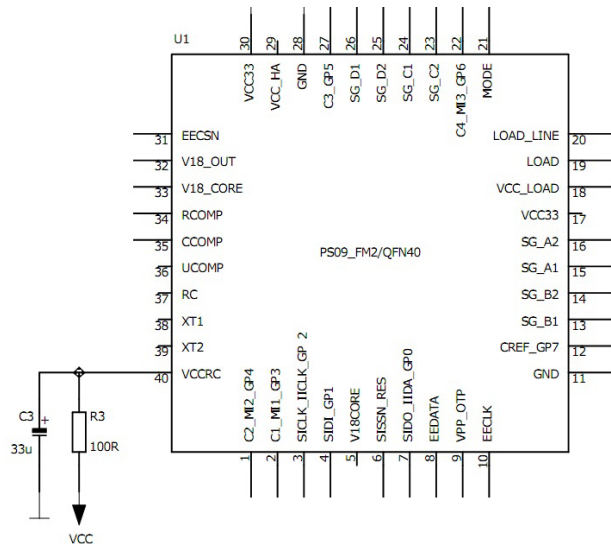 U1
30 29 28 27 26 25 24 23 22 21
VCC33
VCC_HA
GND
C3_GP5
SG_D1
SG_D2
SG_C1
SG_C2
C4_MI3_GP6
MODE
31 EECSN
32 V18_OUT
33 V18_CORE
34 RCOMP
35 CCOMP
36 UCOMP
37 RC
38 XT1
39 XT2
40 VCCRC
PS09_FM2/QFN40
LOAD_LINE 20
LOAD 19
VCC_LOAD 18
VCC33 17
SG_A2 16
SG_A1 15
SG_B2 14
SG_B1 13
CREF_GP7 12
GND 11
C2_MI2_GP4
C1_MI1_GP3
SICLK_IICLK_GP 2
SIDI_GP1
V18CORE
SISSN_RES
SIDO_IIDA_GP0
EEDATA
VPP_OTP
EECLK
1 2 3 4 5 6 7 8 9 10
C3 +
33u
R3
100R
VCC